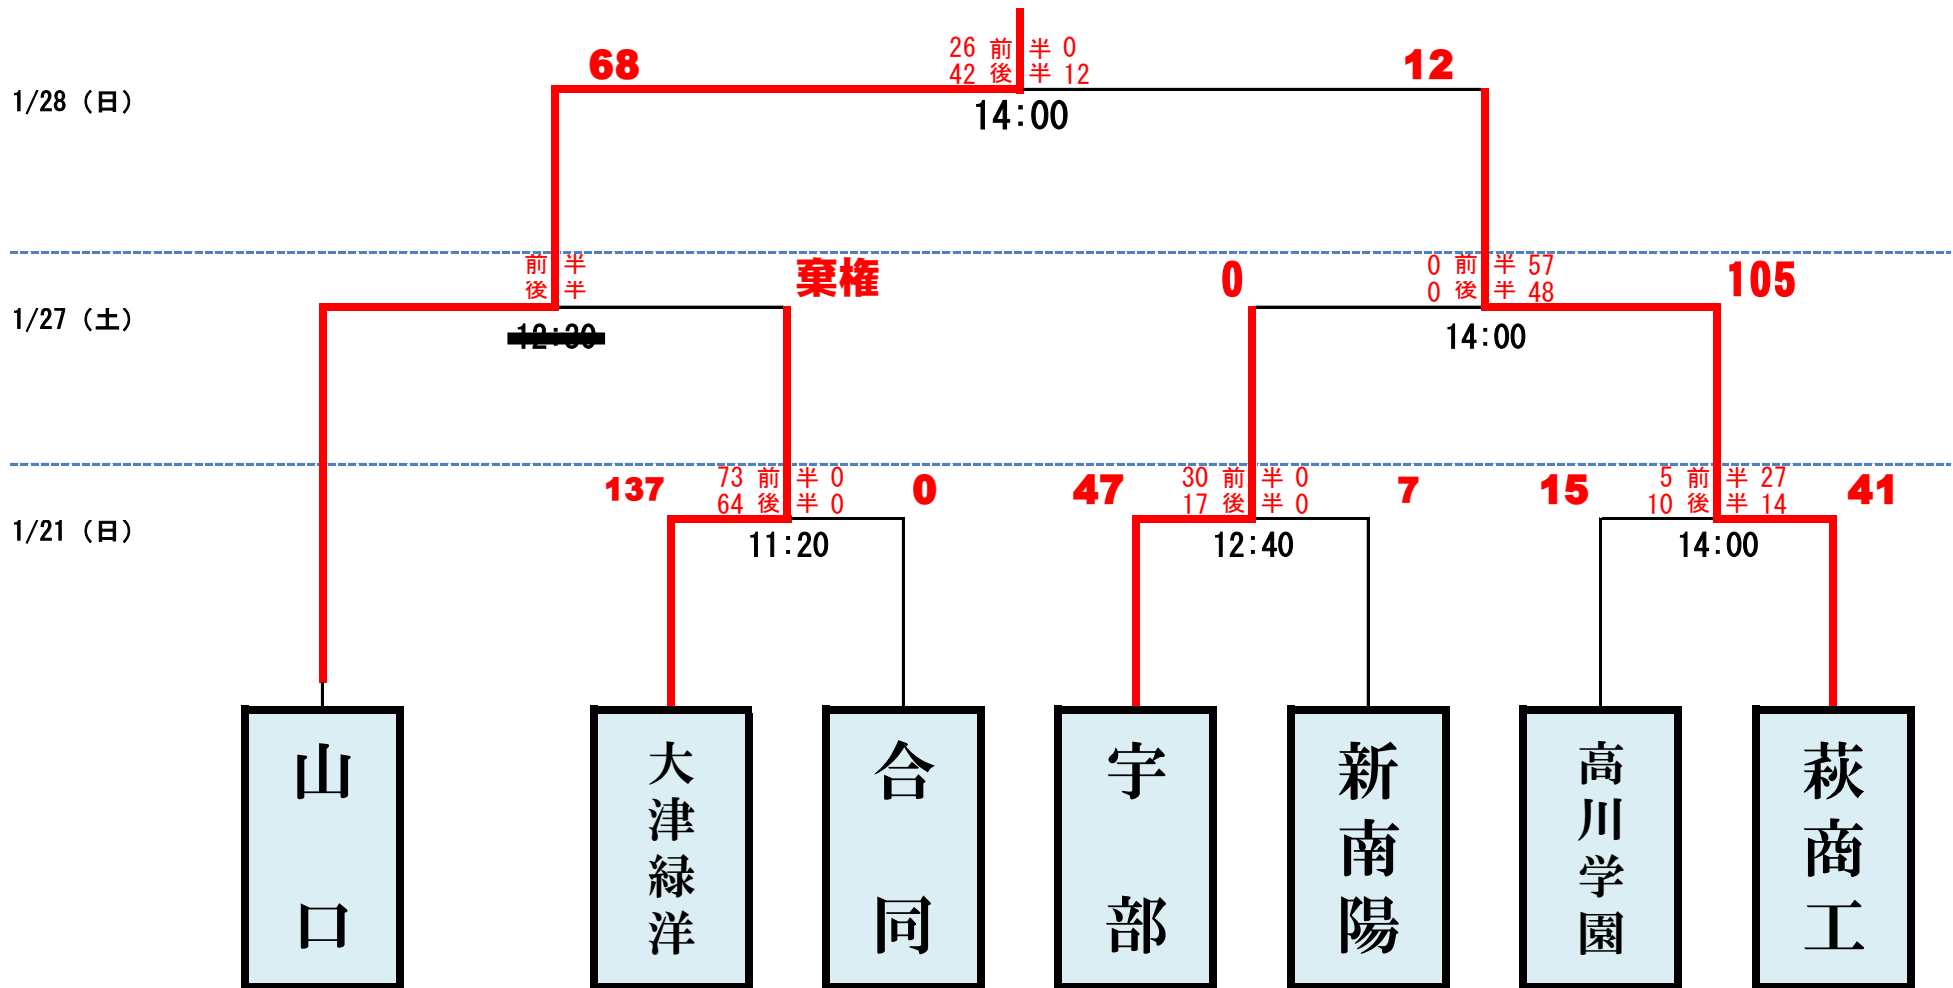 68
26 前 半 0
12
42 後 半 12
1/28（日）
14:00
前 半
棄権
0
0 前 半 57
105
後 半
0 後 半 48
1/27（土）
12:30
14:00
137
73 前 半 0
0
47
30 前 半 0
7
15
5 前 半 27
41
64 後 半 0
17 後 半 0
10 後 半 14
1/21（日）
11:20
12:40
14:00
山口
大津緑洋
合同
宇部
新南陽
高川学園
萩商工